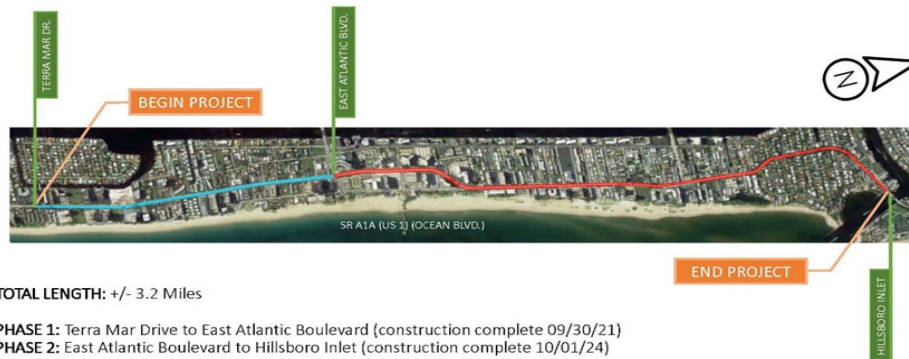 TERRA MAR DR.
EAST ATLANTIC BLVD.
N
BEGIN PROJECT
SR A1A (US 1) (OCEAN BLVD.)
END PROJECT
HILLSBORO INLET
TOTAL LENGTH: +/- 3.2 Miles
PHASE 1: Terra Mar Drive to East Atlantic Boulevard (construction complete 09/30/21)
PHASE 2: East Atlantic Boulevard to Hillsboro Inlet (construction complete 10/01/24)